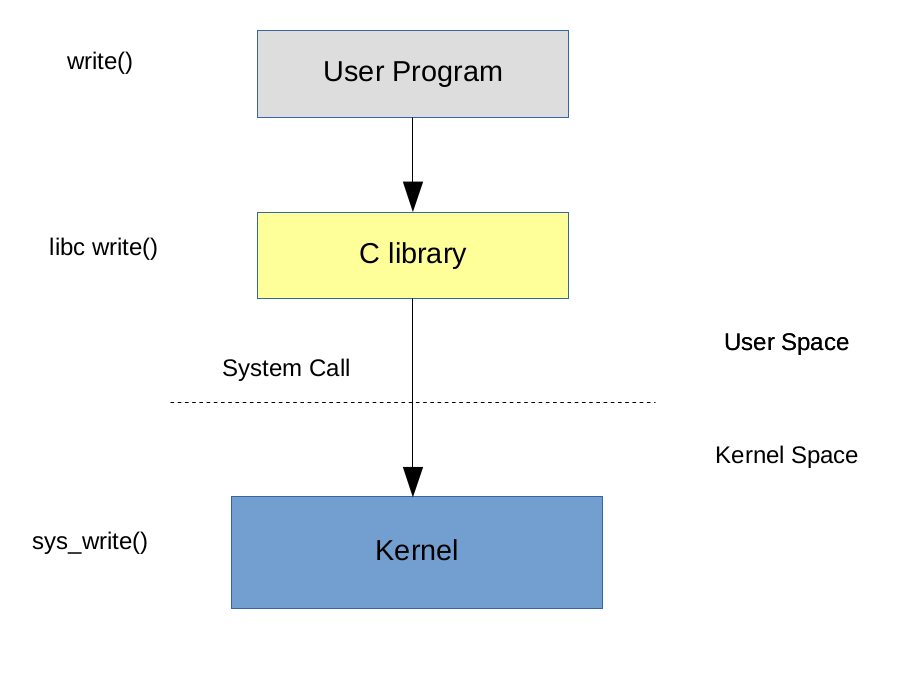 write()
User Program
libc write()
C library
User Space
System Call
Kernel Space
sys_write()
Kernel